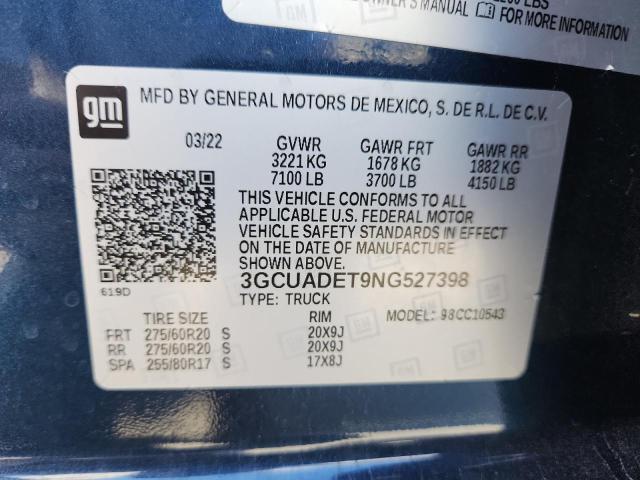 OWNER'S MANUAL FOR MORE INFORMATION
gm
MFD BY GENERAL MOTORS DE MEXICO, S. DE R.L. DE C.V.
03/22 GVWR GAWR FRT GAWR RR
3221 KG 1678 KG 1882 KG
7100 LB 3700 LB 4150 LB
THIS VEHICLE CONFORMS TO ALL
APPLICABLE U.S. FEDERAL MOTOR
VEHICLE SAFETY STANDARDS IN EFFECT
ON THE DATE OF MANUFACTURE
SHOWN ABOVE.
619D
3GCUADET9NG527398
TYPE: TRUCK
TIRE SIZE RIM MODEL: 98CC10543
FRT 275/60R20 S 20X9J
RR 275/60R20 S 20X9J
SPA 255/80R17 S 17X8J